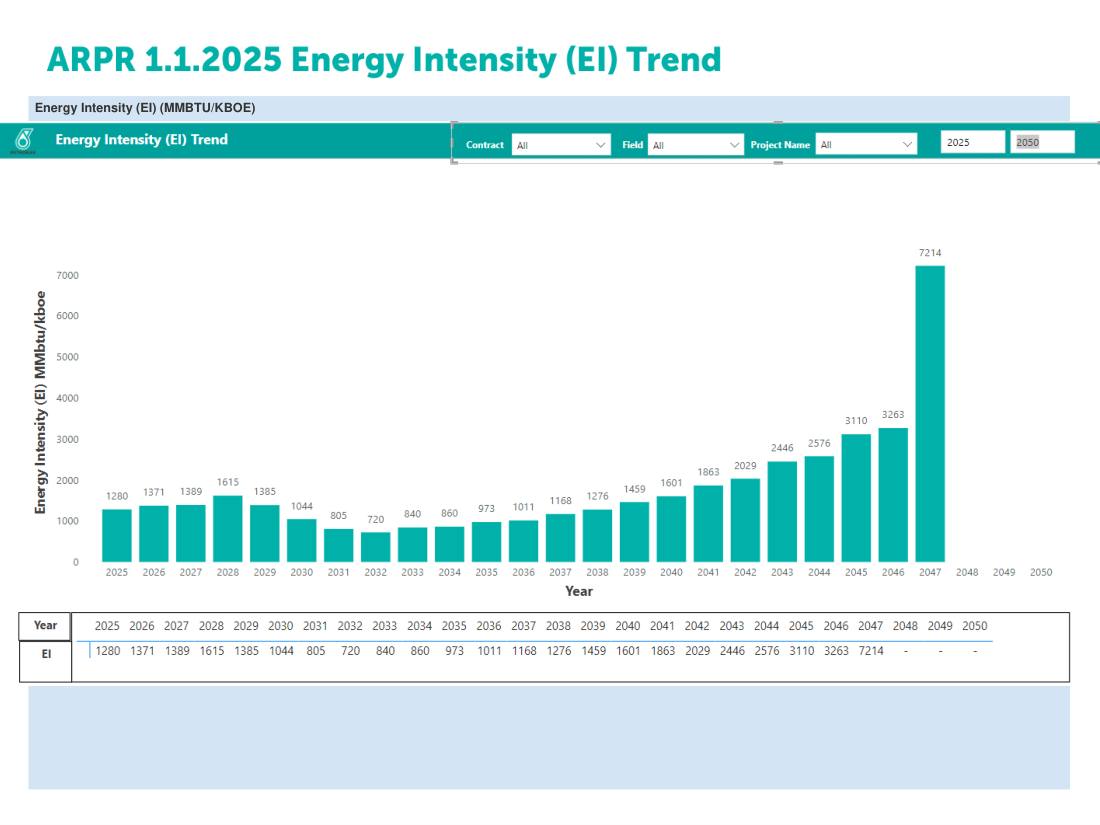 ARPR 1.1.2025 Energy Intensity (EI) Trend
Energy Intensity (EI) (MMBTU/KBOE)
Energy Intensity (EI) Trend
Contract All Field All Project Name All 2025 2050
Energy Intensity (EI) MMbtu/kboe
7000
6000
5000
4000
3000
2000
1000
0
1280 1371 1389 1615 1385 1044 805 720 840 860 973 1011 1168 1276 1459 1601 1863 2029 2446 2576 3110 3263 7214
2025 2026 2027 2028 2029 2030 2031 2032 2033 2034 2035 2036 2037 2038 2039 2040 2041 2042 2043 2044 2045 2046 2047 2048 2049 2050
Year
Year 2025 2026 2027 2028 2029 2030 2031 2032 2033 2034 2035 2036 2037 2038 2039 2040 2041 2042 2043 2044 2045 2046 2047 2048 2049 2050
EI 1280 1371 1389 1615 1385 1044 805 720 840 860 973 1011 1168 1276 1459 1601 1863 2029 2446 2576 3110 3263 7214 - - -